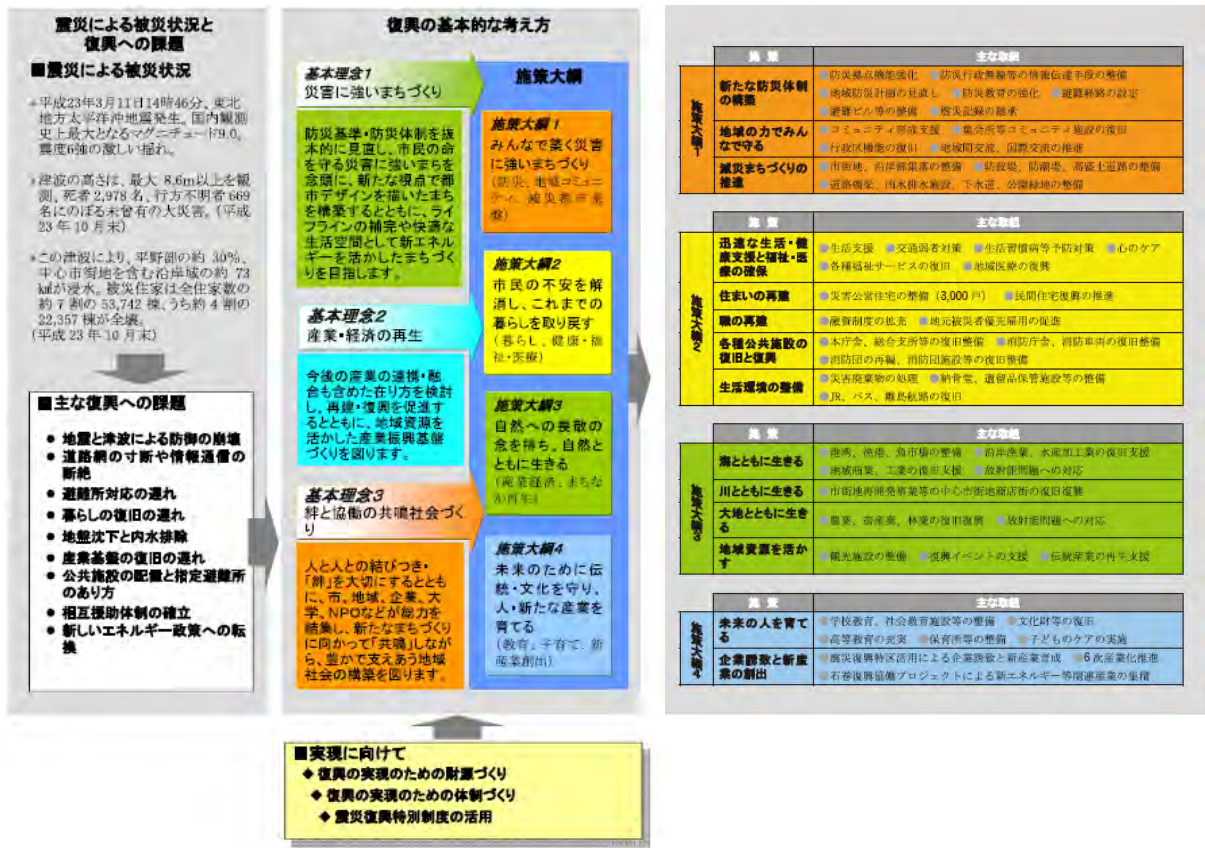 震災による被災状況と
復興への課題
■震災による被災状況
平成23年3月11日14時46分、東北
地方太平洋沖地震発生。国内観測
史上最大となるマグニチュード9.0、
震度6強の激しい揺れ。
津波の高さは、最大 8.6m以上を観
測、死者 2,978 名、行方不明者 669
名にのぼる未曾有の大災害。(平成
23 年 10 月末)
この津波により、平野部の約 30%、
中心市街地を含む沿岸域の約 73
㎢が浸水。被災住家は全住家数の
約 7 割の 53,742 棟、うち約 4 割の
22,357 棟が全壊。
(平成 23 年 10 月末)
■主な復興への課題
● 地震と津波による防御の崩壊
● 道路網の寸断や情報通信の
断絶
● 避難所対応の遅れ
● 暮らしの復旧の遅れ
● 地盤沈下と内水排除
● 産業基盤の復旧の遅れ
● 公共施設の配置と指定避難所
のあり方
● 相互援助体制の確立
● 新しいエネルギー政策への転
換
復興の基本的な考え方
基本理念1
災害に強いまちづくり
防災基準・防災体制を抜
本的に見直し、市民の命
を守る災害に強いまちを
念頭に、新たな視点で都
市デザインを描いたまち
を構築するとともに、ライ
フラインの補完や快適な
生活空間として新エネル
ギーを活かしたまちづく
りを目指します。
基本理念2
産業・経済の再生
今後の産業の連携・融
合も含めた在り方を検討
し、再建・復興を促進す
るとともに、地域資源を
活かした産業振興基盤
づくりを図ります。
基本理念3
絆と協働の共鳴社会づく
り
人と人との結びつき・
「絆」を大切にするととも
に、市、地域、企業、大
学、NPOなどが総力を
結集し、新たなまちづくり
に向かって「共鳴」しなが
ら、豊かで支えあう地域
社会の構築を図ります。
施策大綱
施策大綱1
みんなで築く災害
に強いまちづくり
(防災、地域コミュニ
ティ、減災都市基
盤)
施策大綱2
市民の不安を解
消し、これまでの
暮らしを取り戻す
(暮らし、健康・福
祉・医療)
施策大綱3
自然への畏敬の
念を持ち、自然と
ともに生きる
(産業経済、まちな
か再生)
施策大綱4
未来のために伝
統・文化を守り、
人・新たな産業を
育てる
(教育、子育て、新
産業創出)
■実現に向けて
◆ 復興の実現のための財源づくり
◆ 復興の実現のための体制づくり
◆ 震災復興特別制度の活用
施策 主な取組
施策大綱1
新たな防災体制
の構築
●防災拠点機能強化 ●防災行政無線等の情報伝達手段の整備
●地域防災計画の見直し ●防災教育の強化 ●避難経路の設定
●避難ビル等の整備 ●震災記録の継承
地域の力でみん
なで守る
●コミュニティ形成支援 ●集会所等コミュニティ施設の復旧
●行政区機能の復旧 ●地域間交流、国際交流の推進
減災まちづくりの
推進
●市街地、沿岸部集落の整備 ●防波堤、防潮堤、高盛土道路の整備
●道路橋梁、雨水排水施設、下水道、公園緑地の整備
施策 主な取組
施策大綱2
迅速な生活・健
康支援と福祉・医
療の確保
●生活支援 ●交通弱者対策 ●生活習慣病等予防対策 ●心のケア
●各種福祉サービスの復旧 ●地域医療の復興
住まいの再建
●災害公営住宅の整備(3,000 戸) ●民間住宅復興の推進
職の再建
●融資制度の拡充 ●地元被災者優先雇用の促進
各種公共施設の
復旧と復興
●本庁舎、総合支所等の復旧整備 ●消防庁舎、消防車両の復旧整備
●消防団の再編、消防団施設等の復旧整備
生活環境の整備
●災害廃棄物の処理 ●納骨堂、遺留品保管施設等の整備
●JR、バス、離島航路の復旧
施策 主な取組
施策大綱3
海とともに生きる
●港湾、漁港、魚市場の整備 ●沿岸漁業、水産加工業の復旧支援
●地域商業、工業の復旧支援 ●放射能問題への対応
川とともに生きる
●市街地再開発事業等の中心市街地商店街の復旧復興
大地とともに生き
る
●農業、畜産業、林業の復旧復興 ●放射能問題への対応
地域資源を活か
す
●観光施設の整備 ●復興イベントの支援 ●伝統産業の再生支援
施策 主な取組
施策大綱4
未来の人を育て
る
●学校教育、社会教育施設等の整備 ●文化財等の復旧
●高等教育の充実 ●保育所等の整備 ●子どものケアの実施
企業誘致と新産
業の創出
●震災復興特区活用による企業誘致と新産業育成 ●6 次産業化推進
●石巻復興協働プロジェクトによる新エネルギー等関連産業の集積